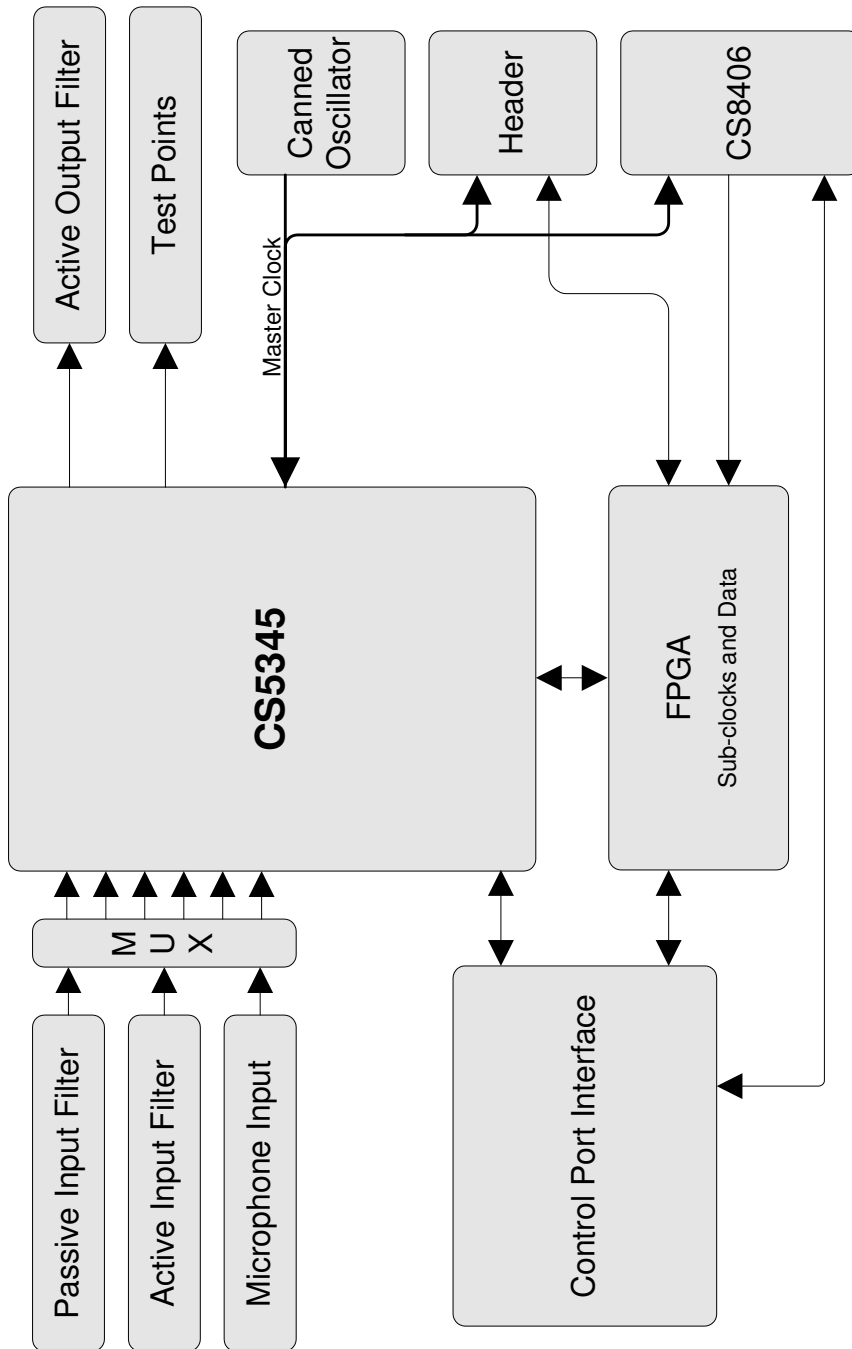 Passive Input Filter
Active Input Filter
Microphone Input
M
U
X
CS5345
Active Output Filter
Test Points
Master Clock
Canned
Oscillator
Header
CS8406
Control Port Interface
FPGA
Sub-clocks and Data